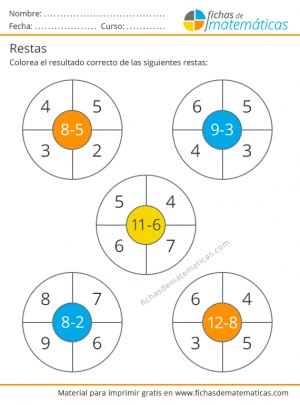 Nombre:
Fecha: Curso:
fichas de
matemáticas
Restas
Colorea el resultado correcto de las siguientes restas:
4 5
8-5
3 2
6 5
9-3
4 3
5 4
11-6
6 7
fichasdematematicas.com
8 7
8-2
9 6
6 4
12-8
3 5
Material para imprimir gratis en www.fichasdematematicas.com